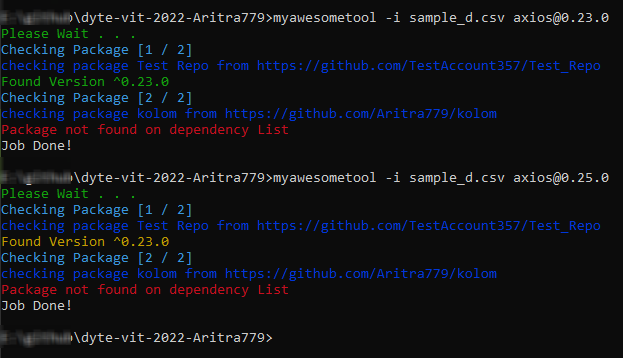 \dyte-vit-2022-Aritra779>myawesometool -i sample_d.csv axios@0.23.0
Please Wait . . .
Checking Package [1 / 2]
checking package Test Repo from https://github.com/TestAccount357/Test_Repo
Found Version ^0.23.0
Checking Package [2 / 2]
checking package kolom from https://github.com/Aritra779/kolom
Package not found on dependency List
Job Done!
\dyte-vit-2022-Aritra779>myawesometool -i sample_d.csv axios@0.25.0
Please Wait . . .
Checking Package [1 / 2]
checking package Test Repo from https://github.com/TestAccount357/Test_Repo
Found Version ^0.23.0
Checking Package [2 / 2]
checking package kolom from https://github.com/Aritra779/kolom
Package not found on dependency List
Job Done!
\dyte-vit-2022-Aritra779>